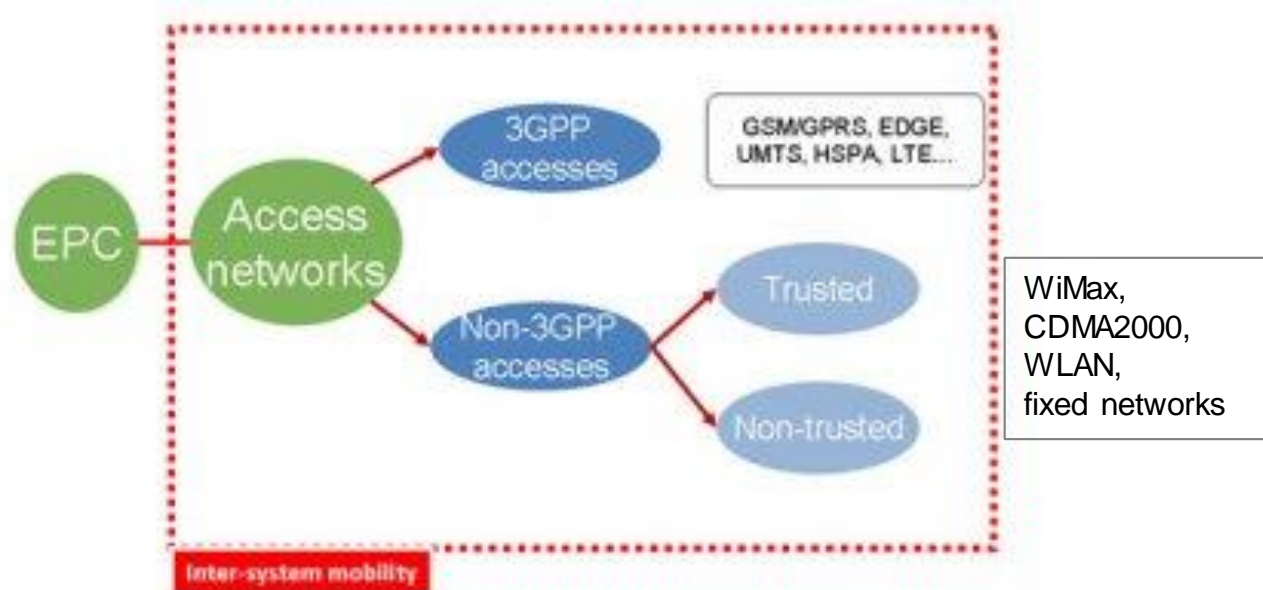 3GPP
accesses
GSM/GPRS, EDGE,
UMTS, HSPA, LTE...
EPC
Access
networks
Trusted
Non-3GPP
accesses
Non-trusted
WiMax,
CDMA2000,
WLAN,
fixed networks
Inter-system mobility